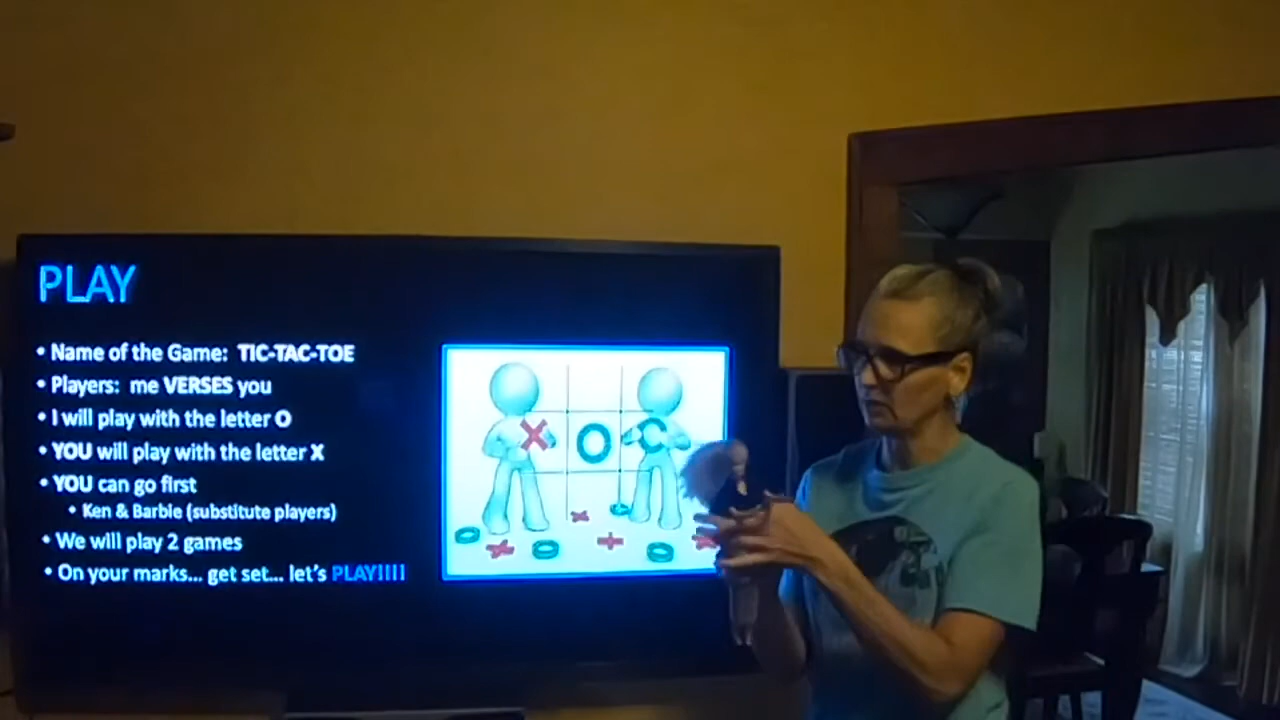 PLAY
• Name of the Game: TIC-TAC-TOE
• Players: me VERSES you
• I will play with the letter O
• YOU will play with the letter X
• YOU can go first
• Ken & Barbie (substitute players)
• We will play 2 games
• On your marks... get set... let's PLAY!!!!
X O